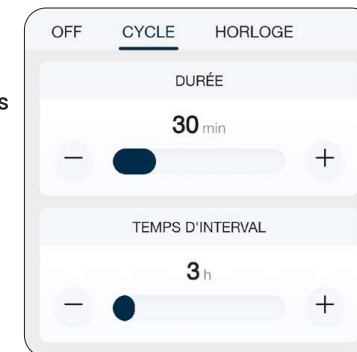 OFF CYCLE HORLOGE
s
DURÉE
30 min
− +
TEMPS D'INTERVAL
3 h
− +